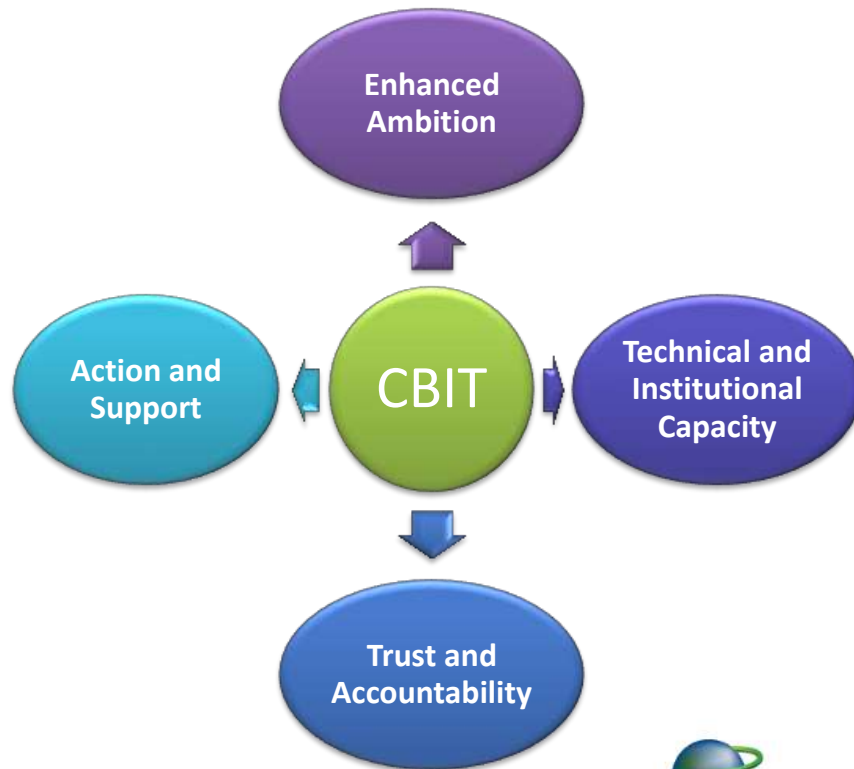 Enhanced
Ambition
Action and
Support
CBIT
Technical and
Institutional
Capacity
Trust and
Accountability